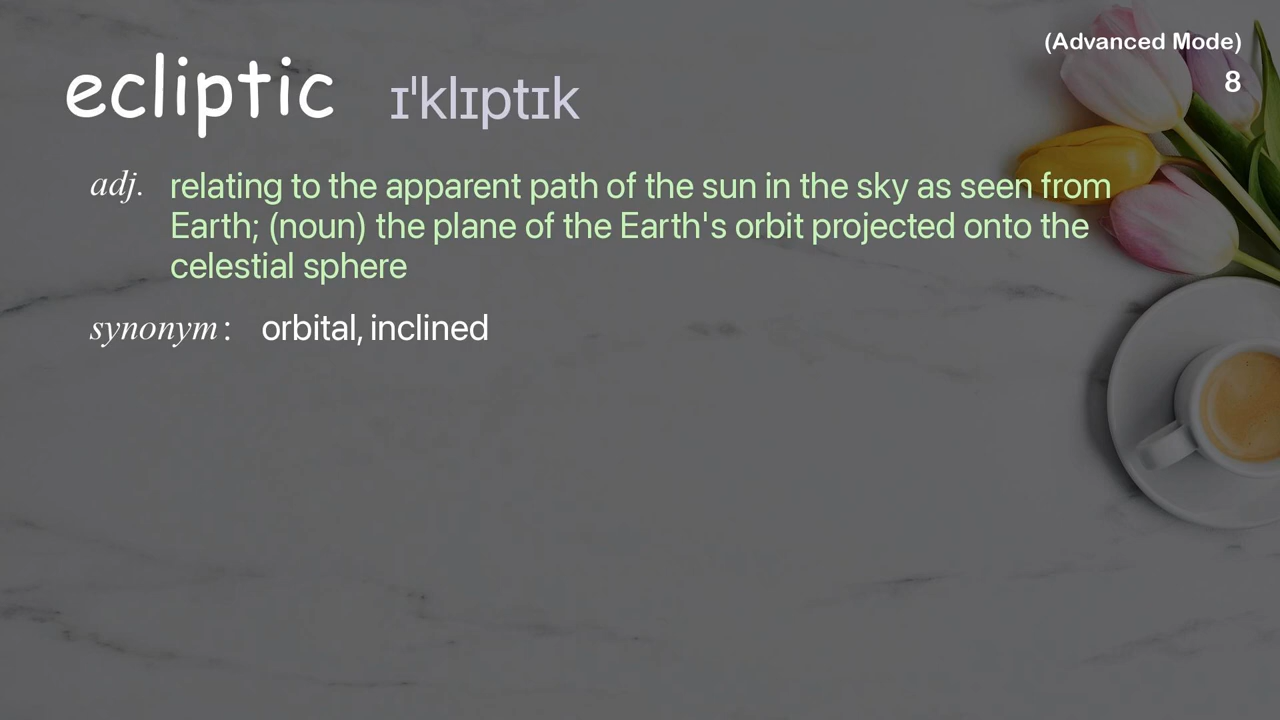 (Advanced Mode)
8
ecliptic ɪˈklɪptɪk
adj. relating to the apparent path of the sun in the sky as seen from
Earth; (noun) the plane of the Earth's orbit projected onto the
celestial sphere
synonym: orbital, inclined